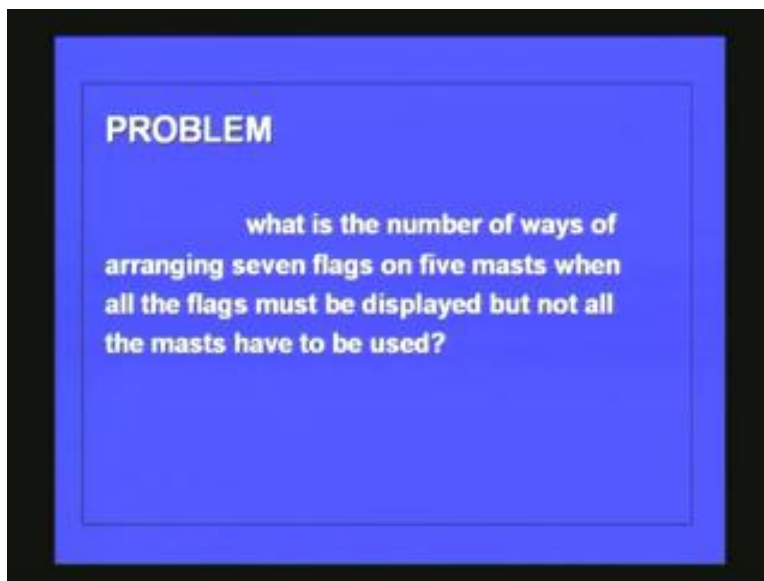 PROBLEM
what is the number of ways of
arranging seven flags on five masts when
all the flags must be displayed but not all
the masts have to be used?